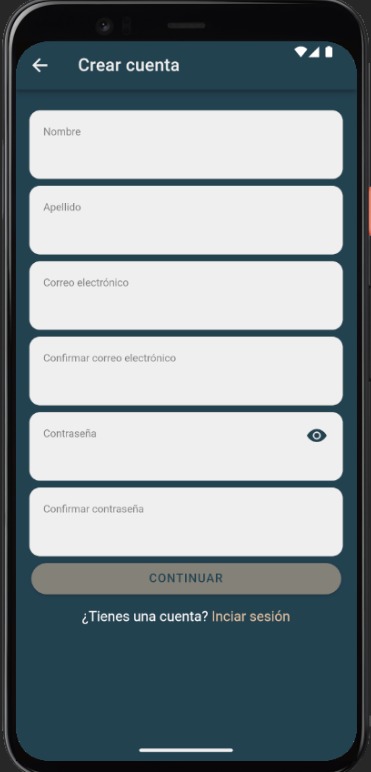 Crear cuenta
Nombre
Apellido
Correo electrónico
Confirmar correo electrónico
Contraseña
Confirmar contraseña
CONTINUAR
¿Tienes una cuenta? Inciar sesión